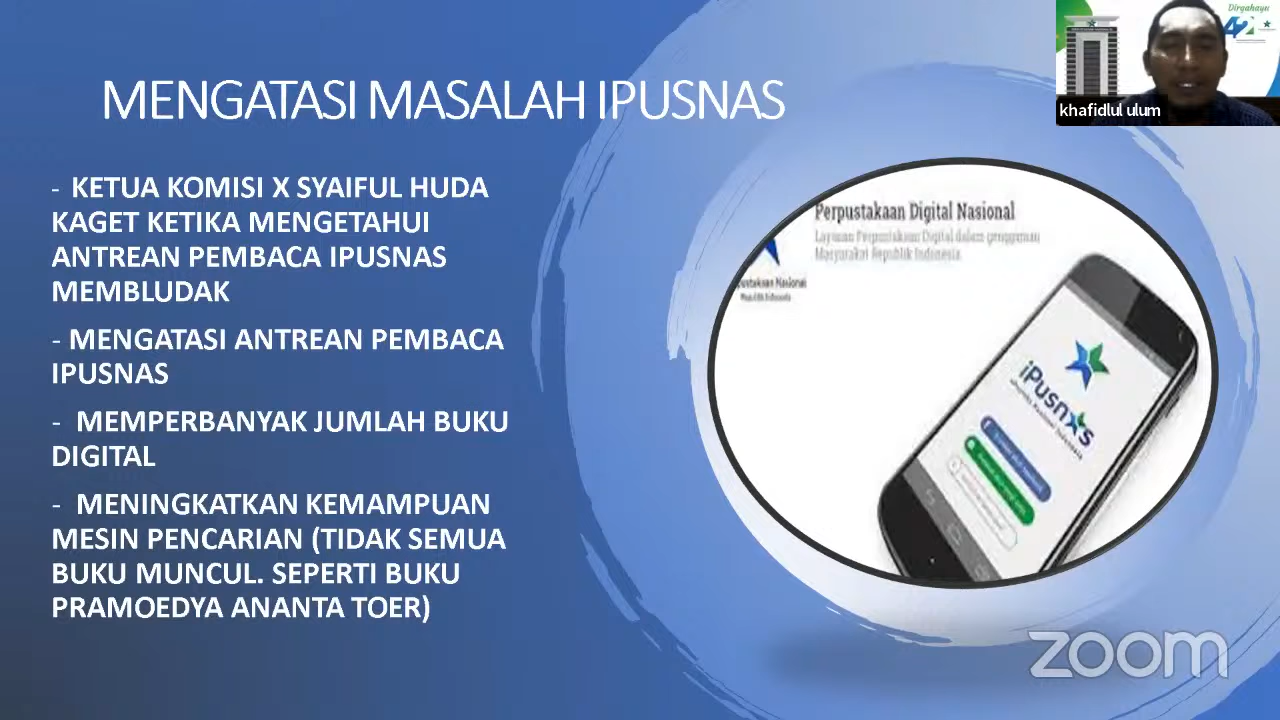 MENGATASI MASALAH IPUSNAS
- KETUA KOMISI X SYAIFUL HUDA
KAGET KETIKA MENGETAHUI
ANTREAN PEMBACA IPUSNAS
MEMBLUDAK
- MENGATASI ANTREAN PEMBACA
IPUSNAS
- MEMPERBANYAK JUMLAH BUKU
DIGITAL
- MENINGKATKAN KEMAMPUAN
MESIN PENCARIAN (TIDAK SEMUA
BUKU MUNCUL. SEPERTI BUKU
PRAMOEDYA ANANTA TOER)
Perpustakaan Digital Nasional
Layanan Perpustakaan Digital dalam genggaman
Masyarakat Republik Indonesia.
Nasional
iPusnas
Dirgahayu
42
khafidlul ulum
zoom